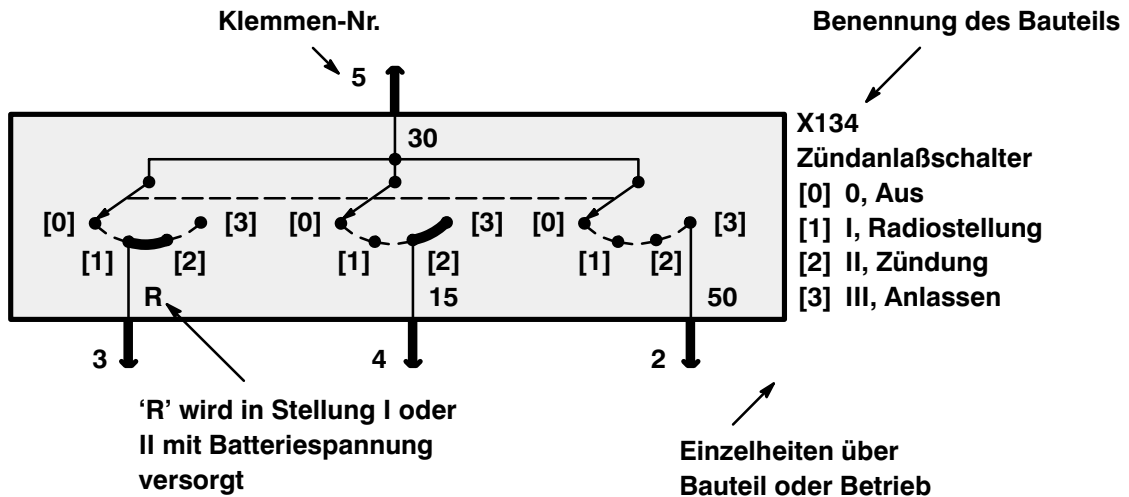 Klemmen-Nr.
Benennung des Bauteils
5
30
X134
Zündanlaßschalter
[0] 0, Aus
[1] I, Radiostellung
[2] II, Zündung
[3] III, Anlassen
[0] [3] [0] [3] [0] [3]
[1] [2] [1] [2] [1] [2]
R 15 50
3 4 2
‘R’ wird in Stellung I oder
II mit Batteriespannung
versorgt
Einzelheiten über
Bauteil oder Betrieb